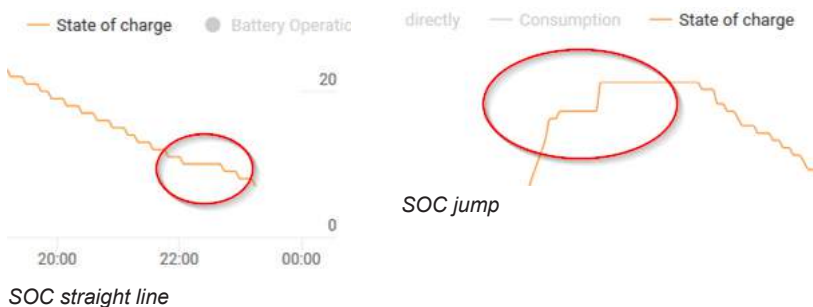 State of charge
Battery Operatic
20
0
20:00 22:00 00:00
SOC straight line
directly Consumption State of charge
SOC jump